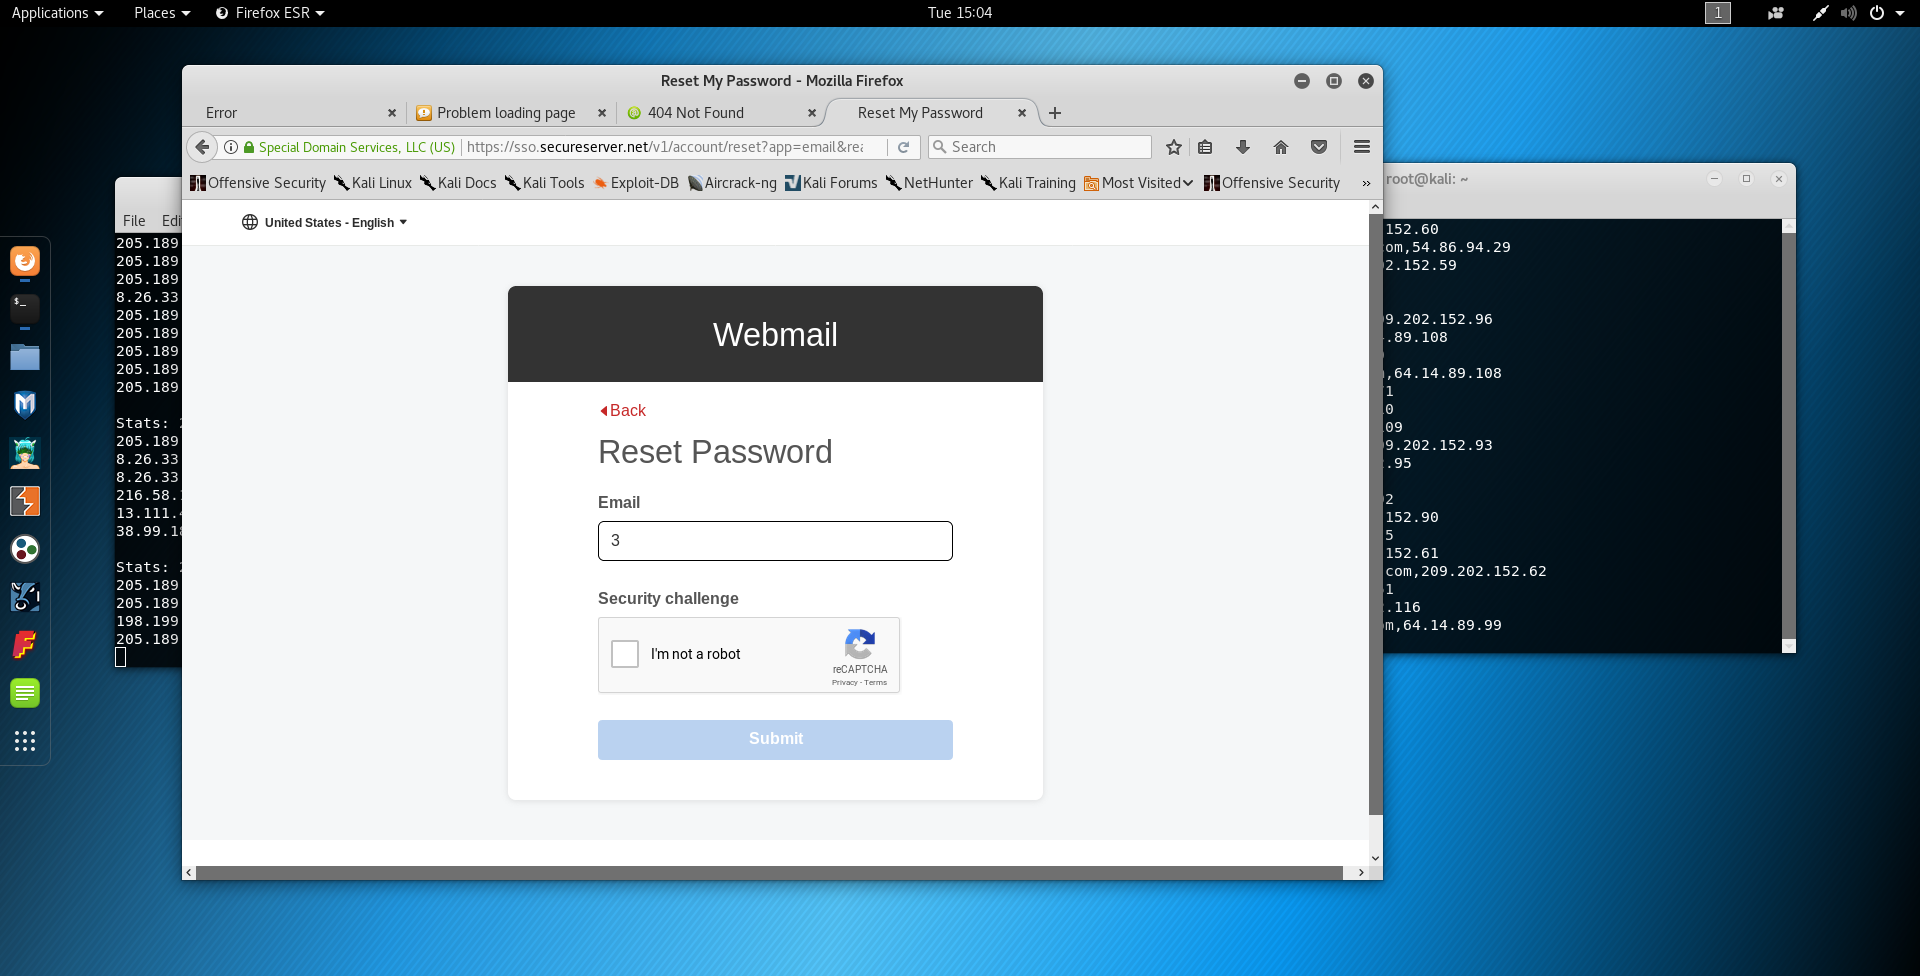 Applications Places Firefox ESR Tue 15:04 1
Reset My Password - Mozilla Firefox
Error Problem loading page 404 Not Found Reset My Password
Special Domain Services, LLC (US) https://sso.secureserver.net/v1/account/reset?app=email&rea Search
Offensive Security Kali Linux Kali Docs Kali Tools Exploit-DB Aircrack-ng Kali Forums NetHunter Kali Training Most Visited Offensive Security »
United States - English
Webmail
Back
Reset Password
Email
3
Security challenge
I'm not a robot
reCAPTCHA
Privacy - Terms
Submit
File Edi
205.189
205.189
205.189
8.26.33
205.189
205.189
205.189
205.189
205.189
Stats:
205.189
8.26.33
8.26.33
216.58.
13.111.4
38.99.18
Stats:
205.189
205.189
198.199
205.189
root@kali: ~
152.60
om,54.86.94.29
2.152.59
9.202.152.96
.89.108
,64.14.89.108
1
0
09
9.202.152.93
.95
2
152.90
5
152.61
com,209.202.152.62
1
.116
m,64.14.89.99